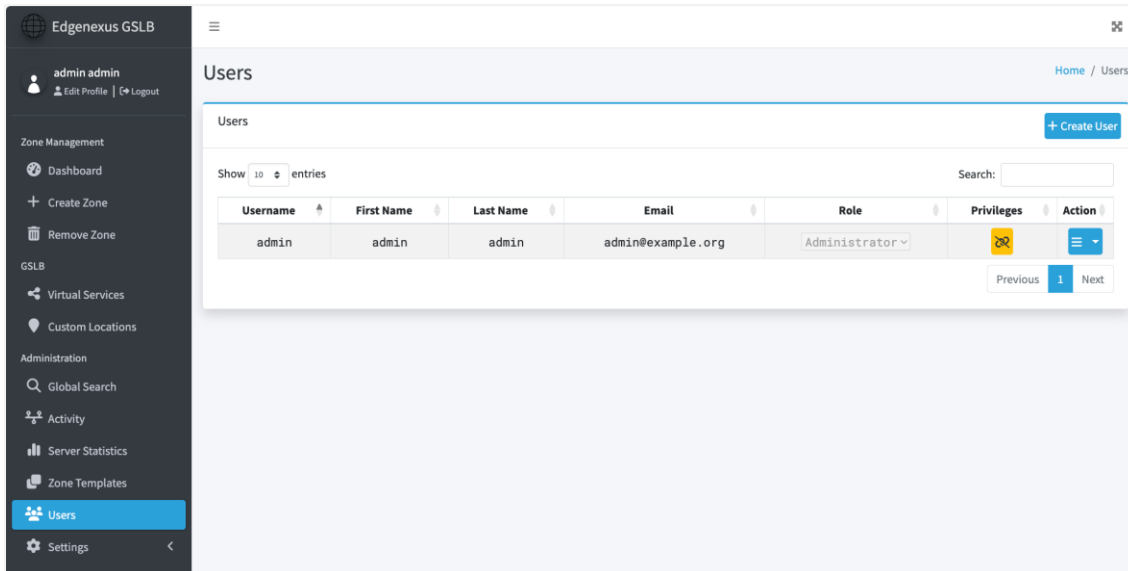 Edgenexus GSLB
admin admin
Edit Profile | Logout
Zone Management
Dashboard
Create Zone
Remove Zone
GSLB
Virtual Services
Custom Locations
Administration
Global Search
Activity
Server Statistics
Zone Templates
Users
Settings
Users
Home / Users
Users
+ Create User
Show 10 entries
Search:
Username First Name Last Name Email Role Privileges Action
admin admin admin admin@example.org Administrator
Previous 1 Next